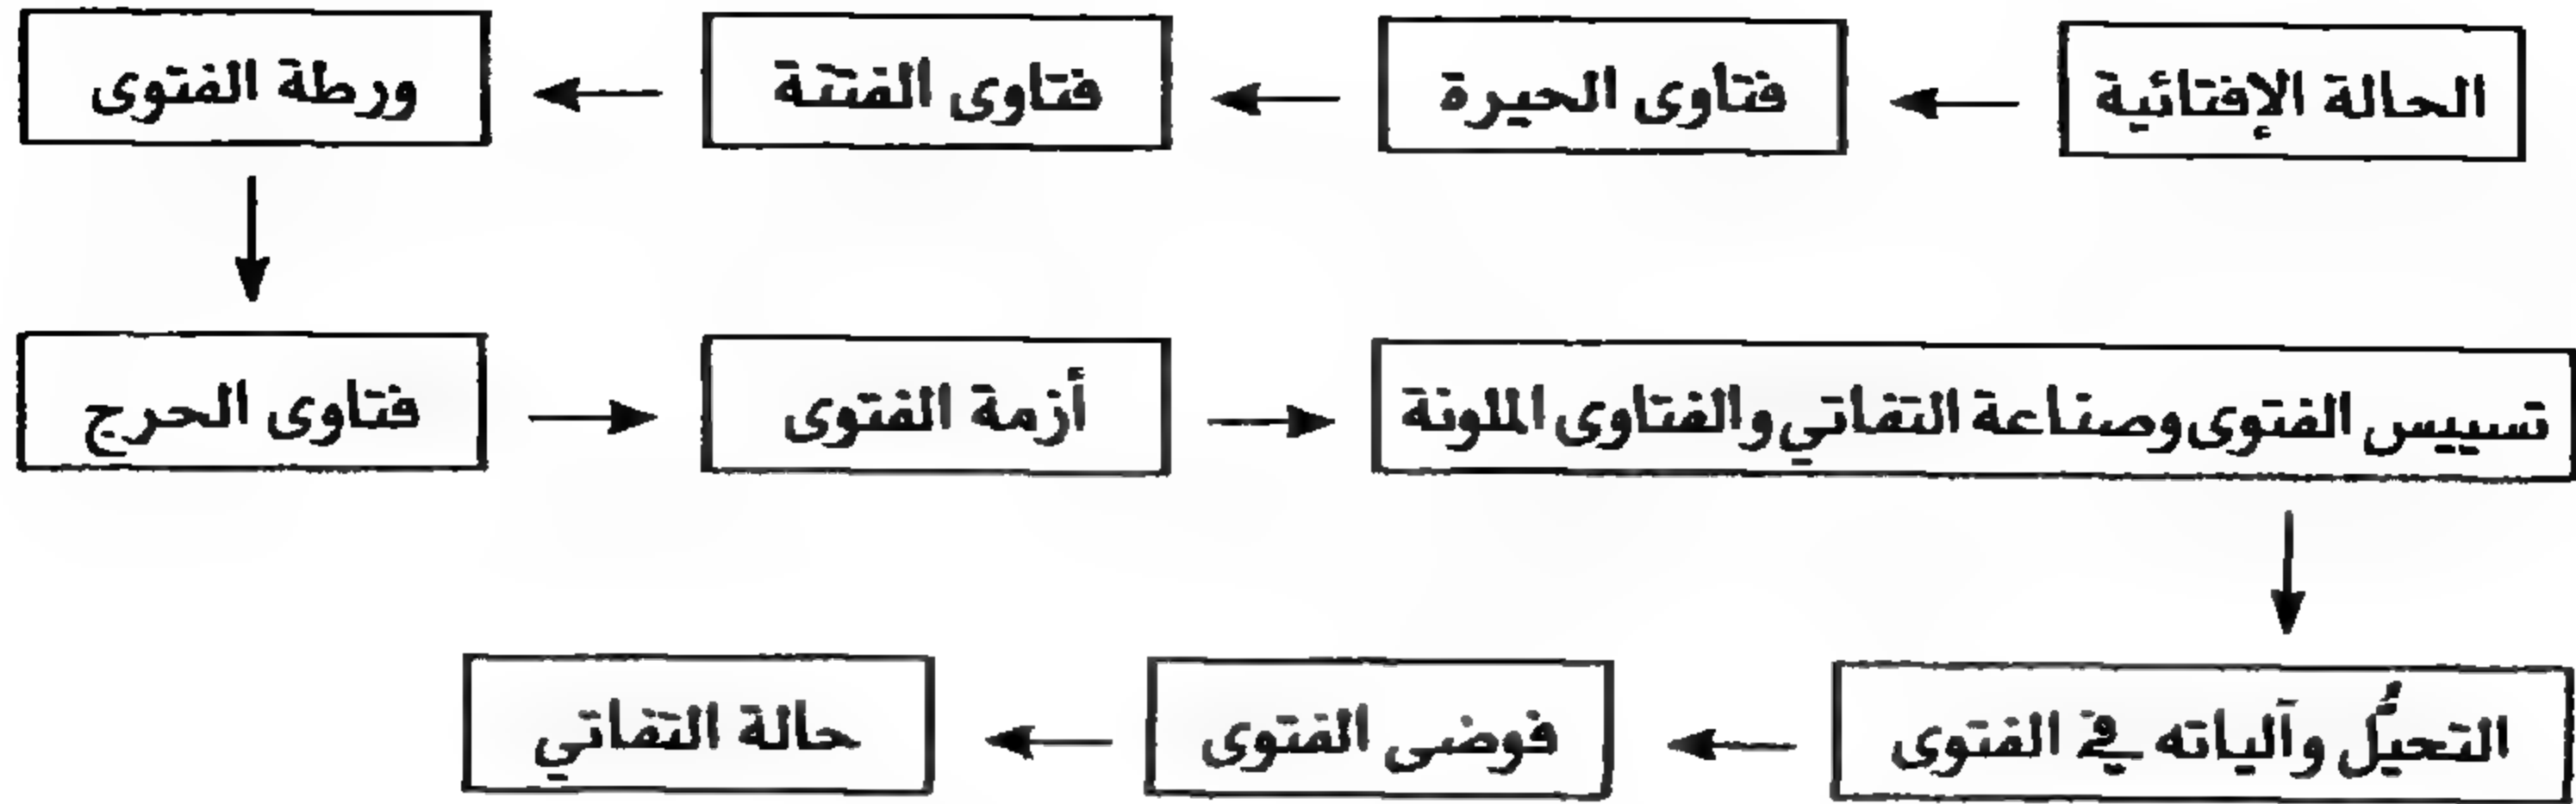 الحالة الإفتائية
فتاوى الحيرة
فتاوى الفتنة
ورطة الفتوى
فتاوى الحرج
أزمة الفتوى
تسييس الفتوى وصناعة التفاتي والفتاوى الملونة
التحيُّل وآلياته في الفتوى
فوضى الفتوى
حالة التفاتي